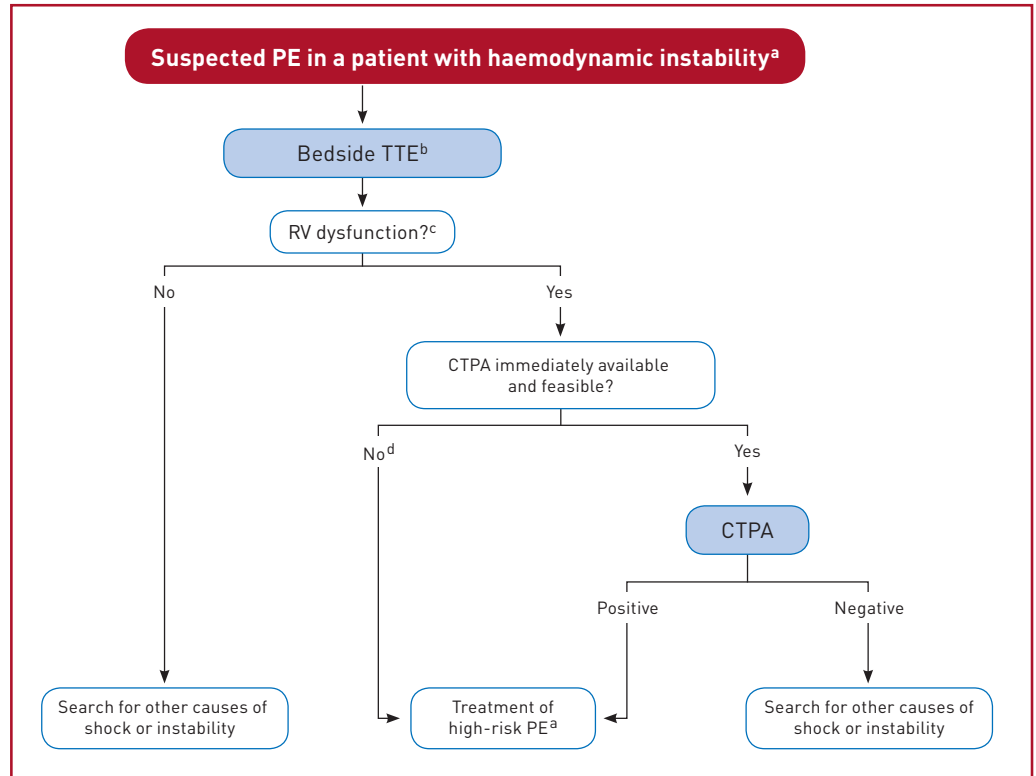 Suspected PE in a patient with haemodynamic instabilityᵃ
Bedside TTEᵇ
RV dysfunction?ᶜ
No
Yes
CTPA immediately available
and feasible?
Noᵈ
Yes
CTPA
Positive
Negative
Search for other causes of
shock or instability
Treatment of
high-risk PEᵃ
Search for other causes of
shock or instability